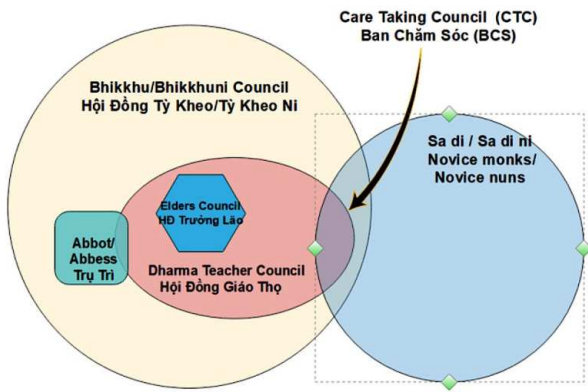 Care Taking Council (CTC)
Ban Chăm Sóc (BCS)
Bhikkhu/Bhikkhuni Council
Hội Đồng Tỳ Kheo/Tỳ Kheo Ni
Sa di / Sa di ni
Novice monks/
Novice nuns
Elders Council
HĐ Trưởng Lão
Abbot/
Abbess
Trụ Trì
Dharma Teacher Council
Hội Đồng Giáo Thọ